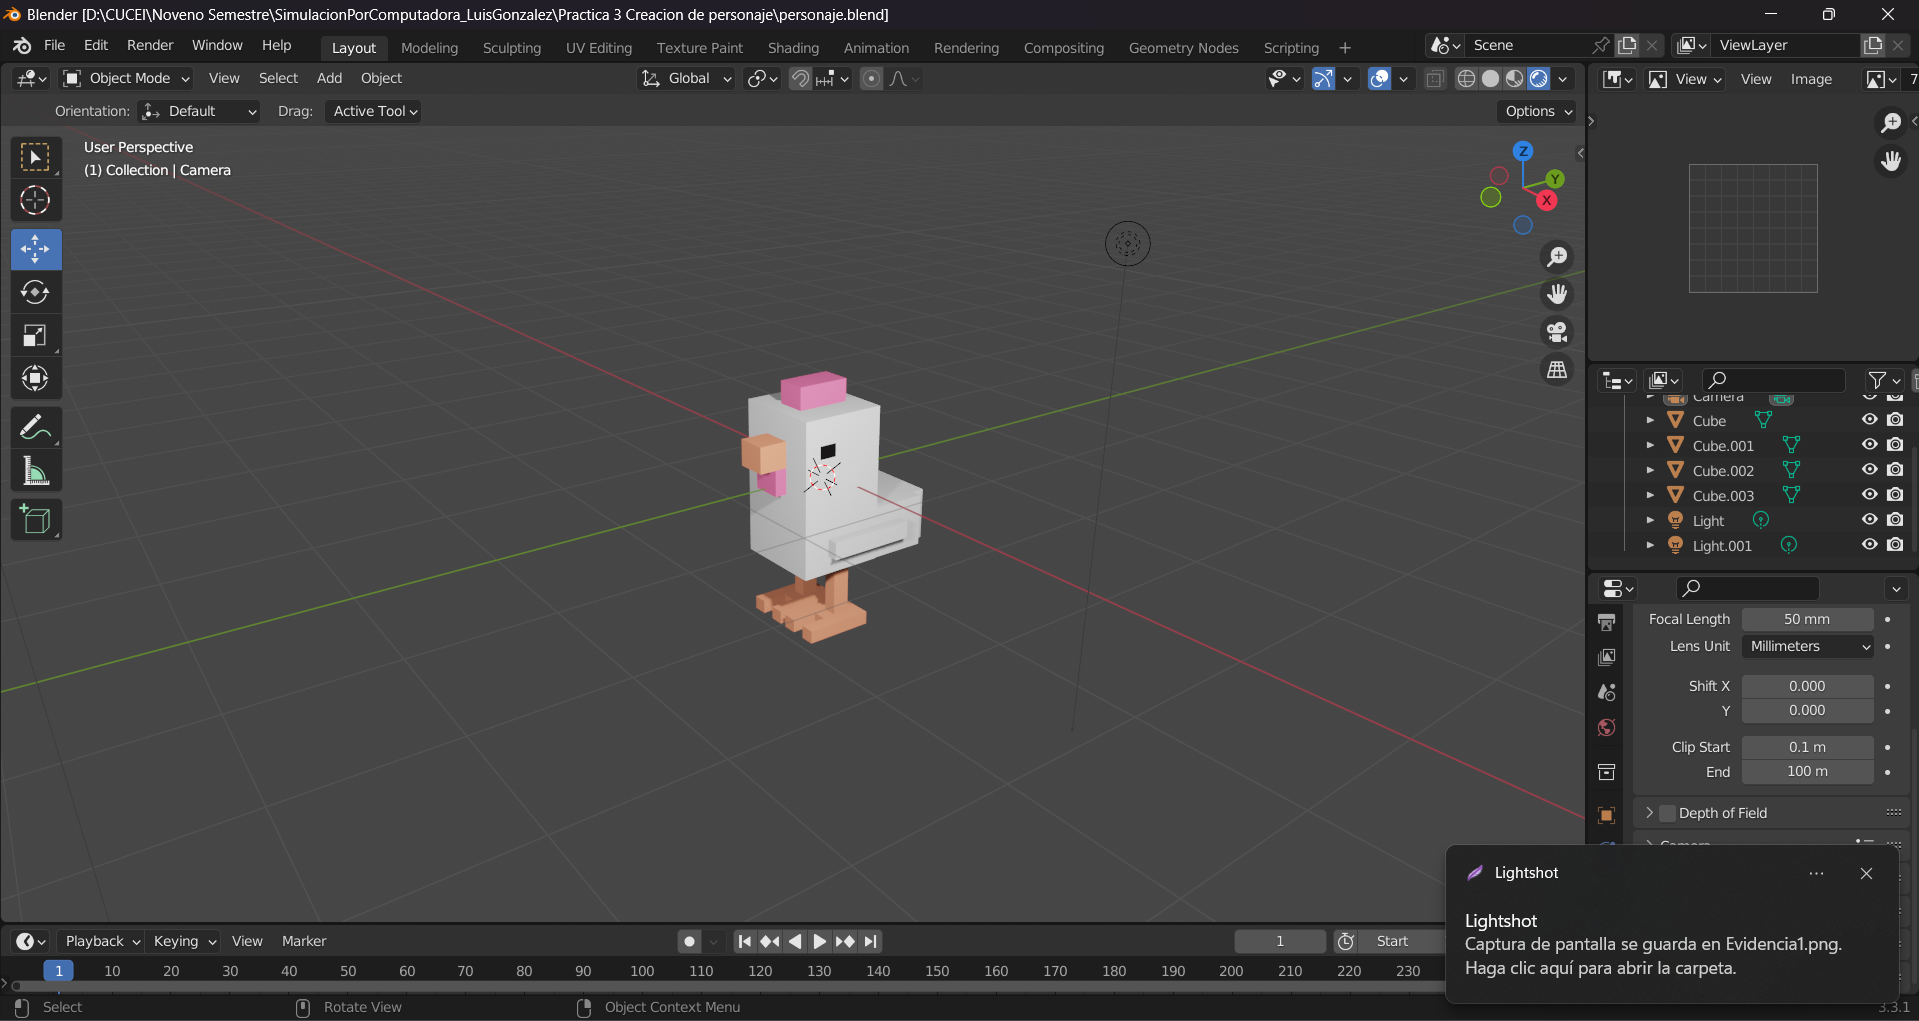 Blender [D:\CUCEI\Noveno Semestre\SimulacionPorComputadora_LuisGonzalez\Practica 3 Creacion de personaje\personaje.blend]
File Edit Render Window Help Layout Modeling Sculpting UV Editing Texture Paint Shading Animation Rendering Compositing Geometry Nodes Scripting Scene ViewLayer
Object Mode View Select Add Object Global View View Image 7
Orientation: Default Drag: Active Tool Options
User Perspective
(1) Collection | Camera
Z
Y
X
Camera
Cube
Cube.001
Cube.002
Cube.003
Light
Light.001
Focal Length 50 mm
Lens Unit Millimeters
Shift X 0.000
Y 0.000
Clip Start 0.1 m
End 100 m
Depth of Field
Camera
Lightshot
Lightshot
Captura de pantalla se guarda en Evidencia1.png.
Haga clic aquí para abrir la carpeta.
Playback Keying View Marker 1 Start
1 10 20 30 40 50 60 70 80 90 100 110 120 130 140 150 160 170 180 190 200 210 220 230
Select Rotate View Object Context Menu 3.3.1